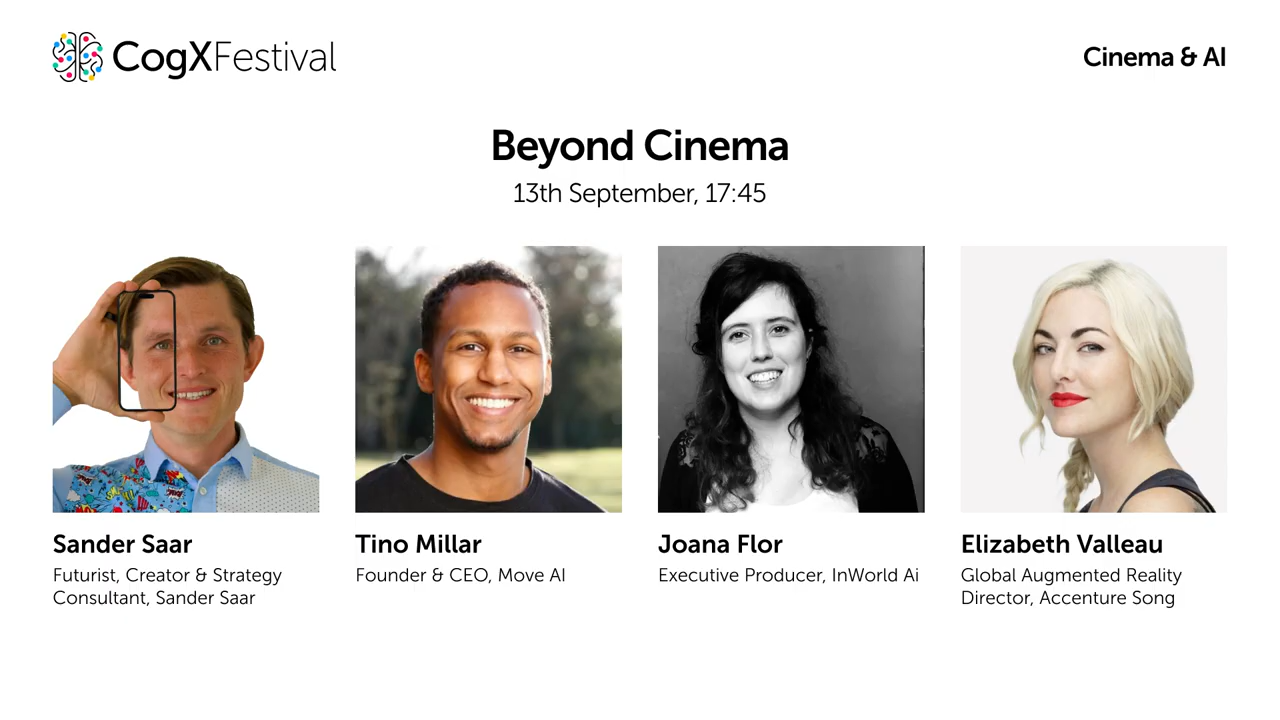 CogXFestival
Cinema & AI
Beyond Cinema
13th September, 17:45
Sander Saar
Futurist, Creator & Strategy
Consultant, Sander Saar
Tino Millar
Founder & CEO, Move AI
Joana Flor
Executive Producer, InWorld Ai
Elizabeth Valleau
Global Augmented Reality
Director, Accenture Song